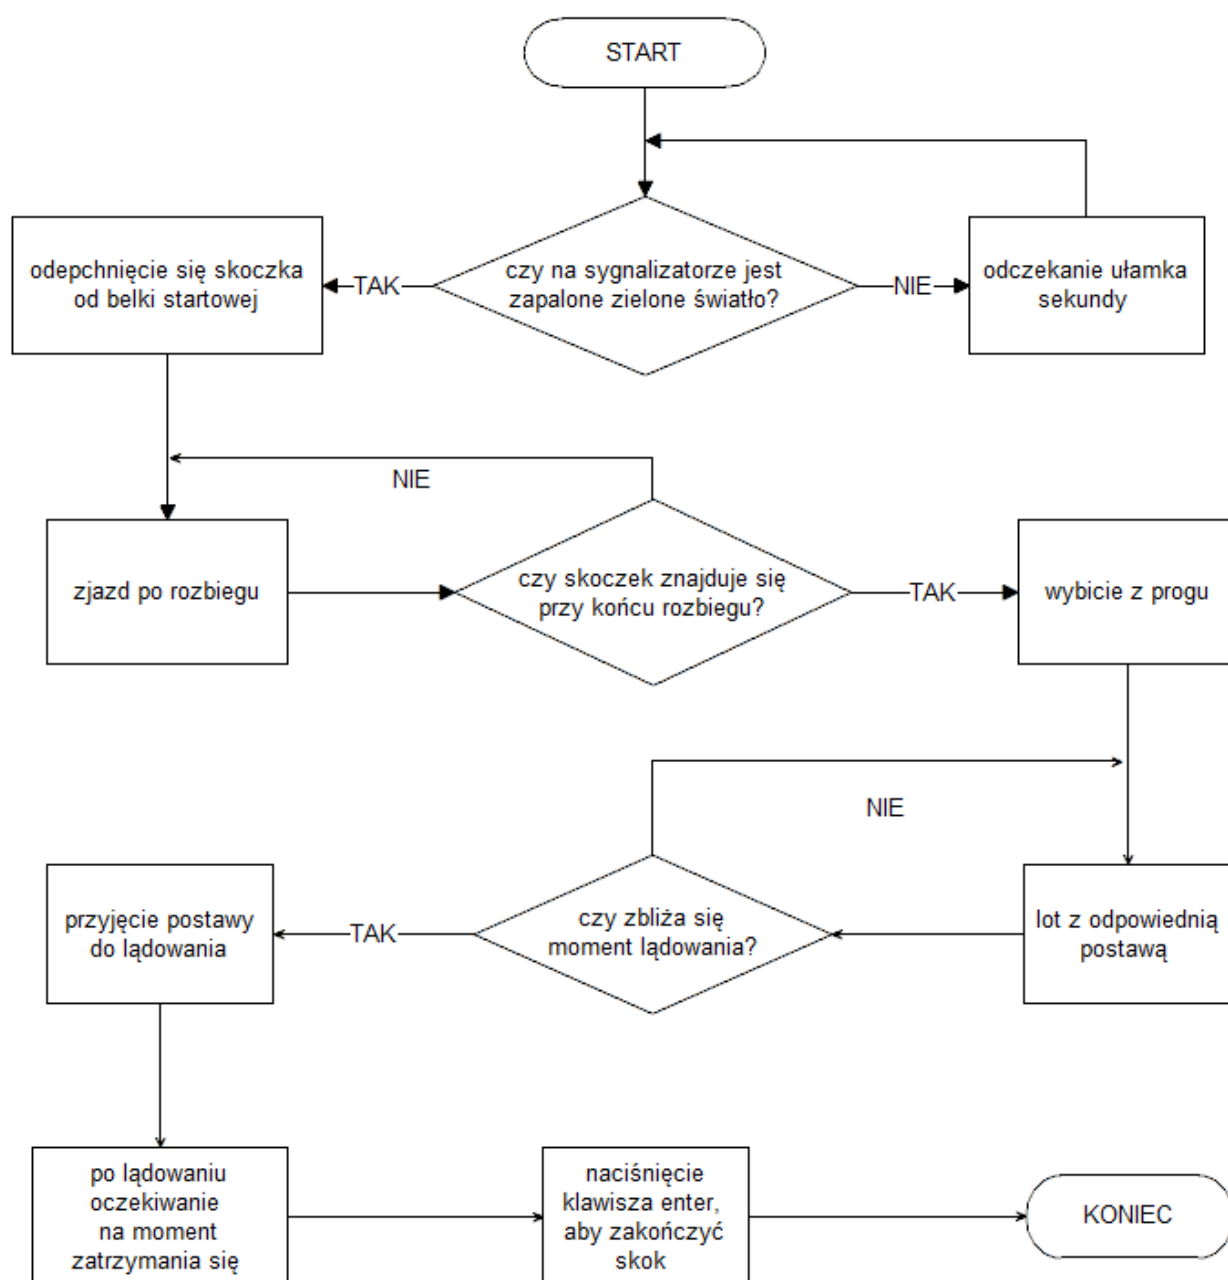 START
czy na sygnalizatorze jest
zapalone zielone światło?
TAK
NIE
odepchnięcie się skoczka
od belki startowej
odczekanie ułamka
sekundy
NIE
zjazd po rozbiegu
czy skoczek znajduje się
przy końcu rozbiegu?
TAK
wybicie z progu
NIE
przyjęcie postawy
do lądowania
TAK
czy zbliża się
moment lądowania?
lot z odpowiednią
postawą
po lądowaniu
oczekiwanie
na moment
zatrzymania się
naciśnięcie
klawisza enter,
aby zakończyć
skok
KONIEC